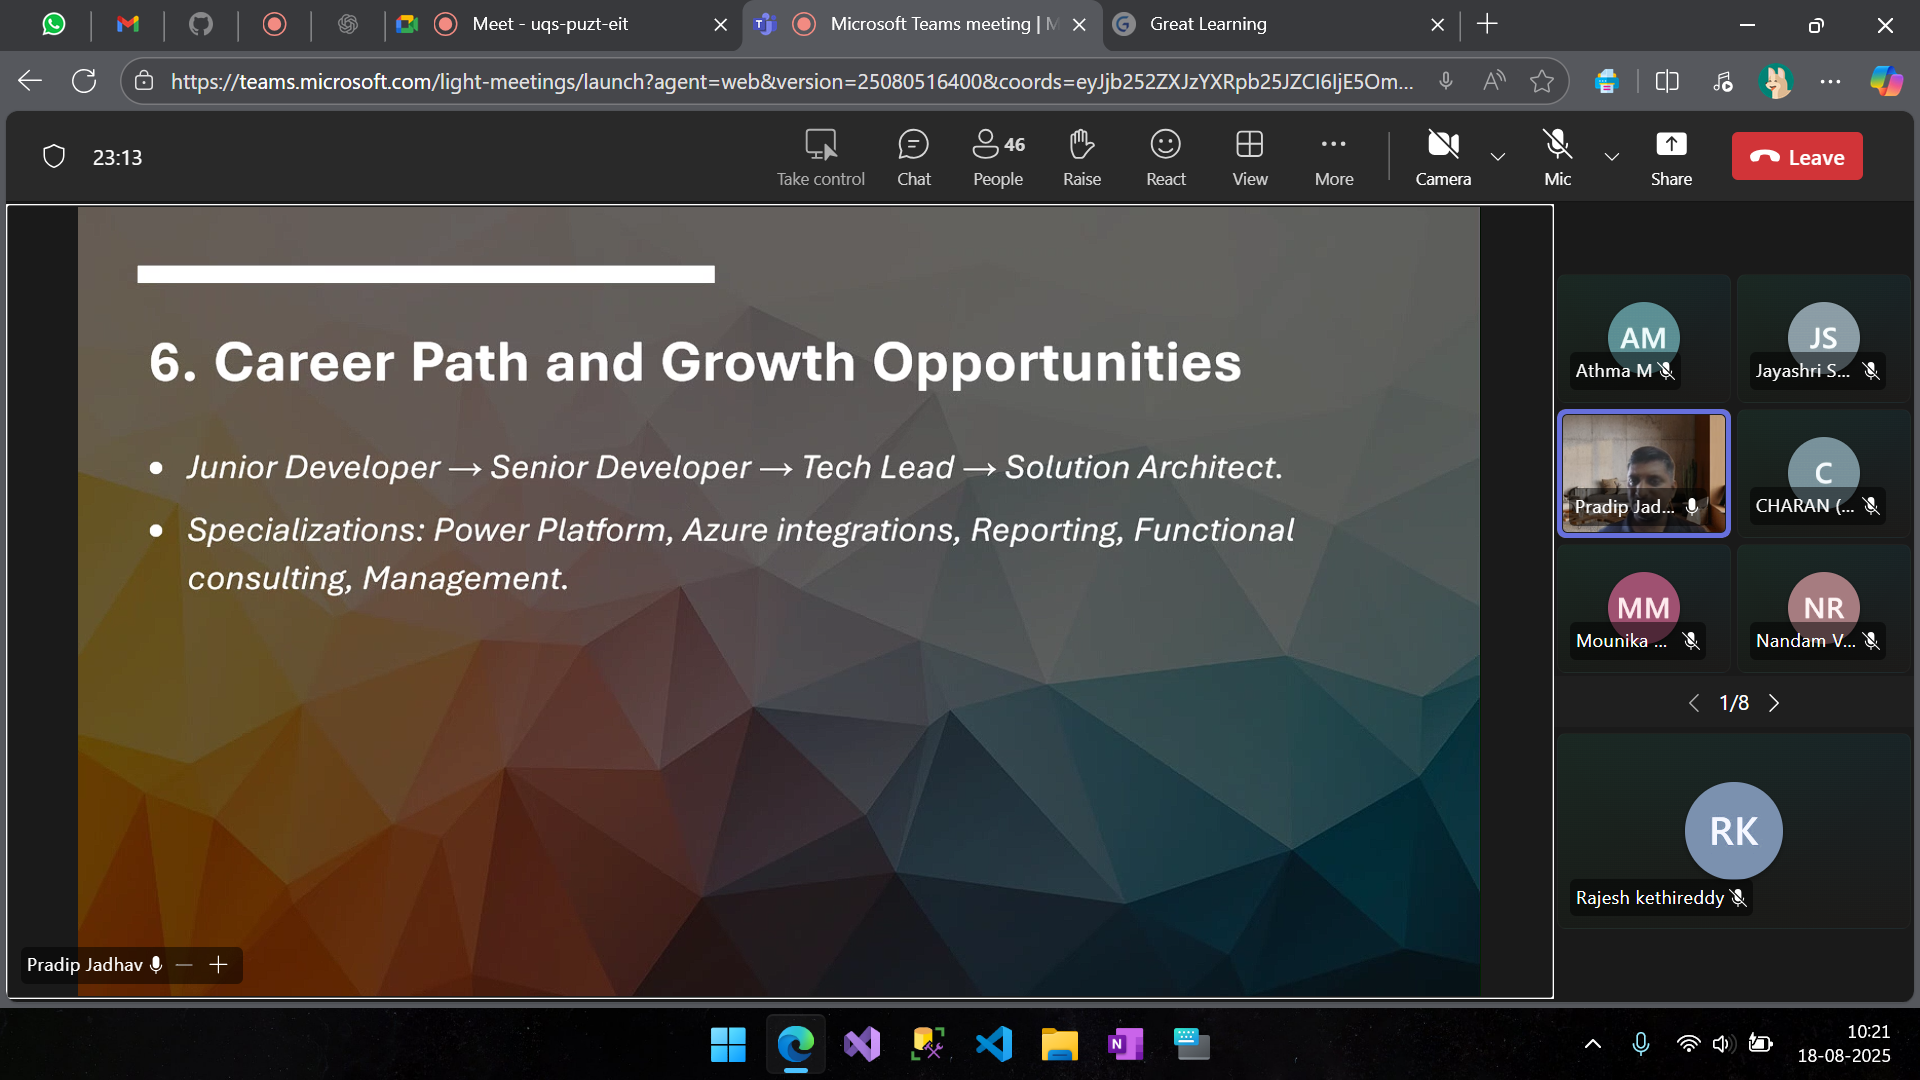 Meet - uqs-puzt-eit
Microsoft Teams meeting | M
Great Learning
https://teams.microsoft.com/light-meetings/launch?agent=web&version=25080516400&coords=eyJjb252ZXJzYXRpb25JZCI6IjE5Om...
23:13
Take control
Chat
46
People
Raise
React
View
More
Camera
Mic
Share
Leave
6. Career Path and Growth Opportunities
• Junior Developer → Senior Developer → Tech Lead → Solution Architect.
• Specializations: Power Platform, Azure integrations, Reporting, Functional
consulting, Management.
Pradip Jadhav
AM
Athma M
JS
Jayashri S...
Pradip Jad...
C
CHARAN (...
MM
Mounika ...
NR
Nandam V...
1/8
RK
Rajesh kethireddy
10:21
18-08-2025